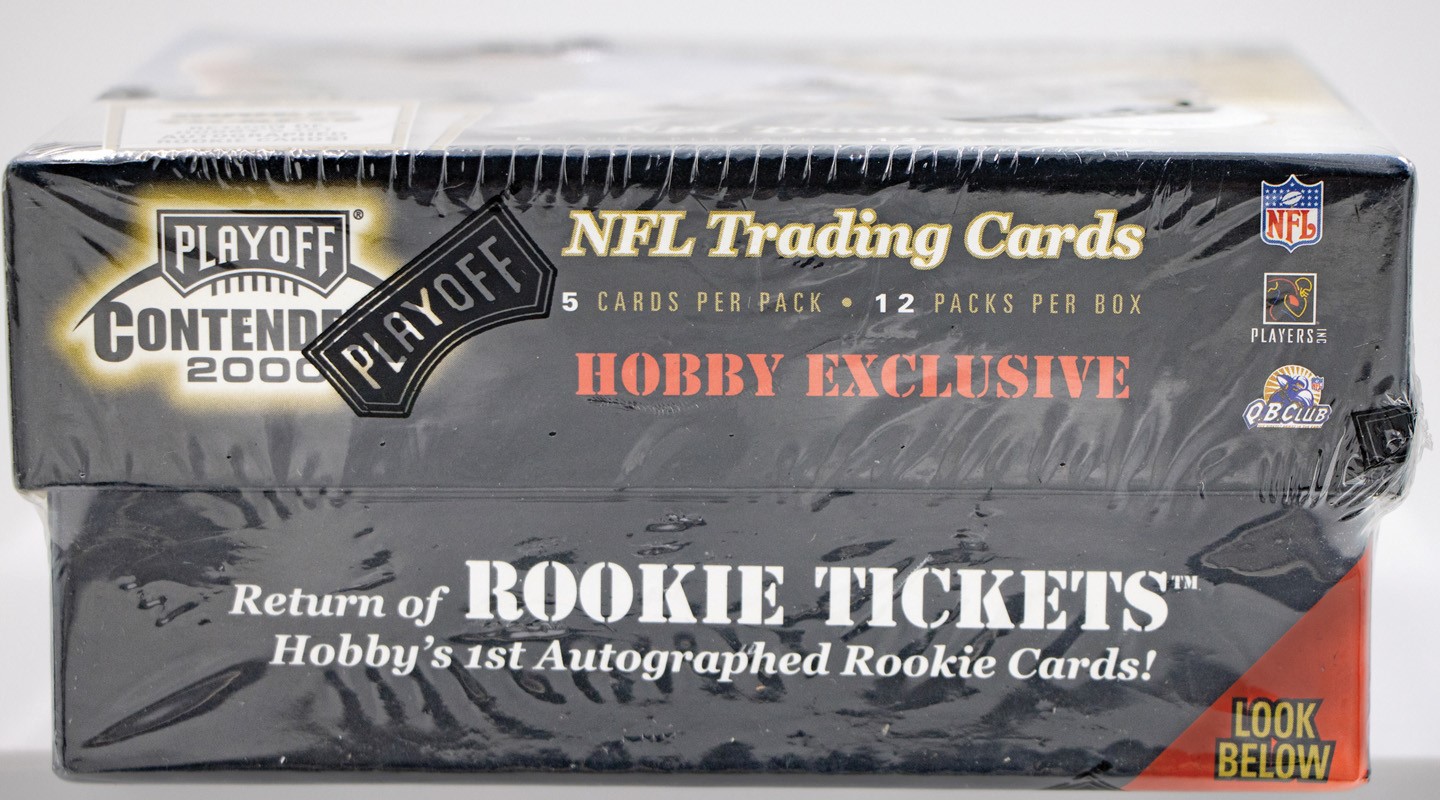 PLAYOFF®
CONTENDE
2000
PLAYOFF
NFL Trading Cards
5 CARDS PER PACK • 12 PACKS PER BOX
HOBBY EXCLUSIVE
NFL
PLAYERS INC
QB CLUB
Return of ROOKIE TICKETS™
Hobby's 1st Autographed Rookie Cards!
LOOK
BELOW